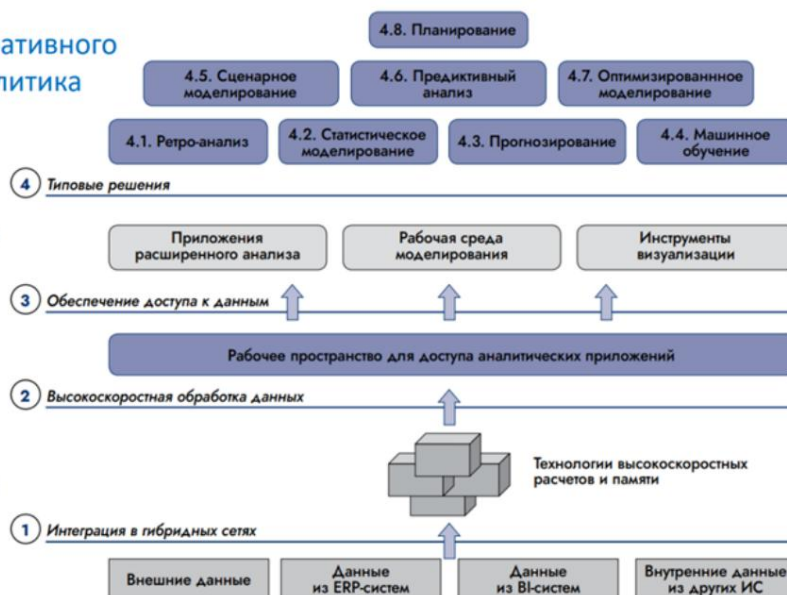 ативного
литика
4.8. Планирование
4.5. Сценарное
моделирование
4.6. Предиктивный
анализ
4.7. Оптимизированнное
моделирование
4.1. Ретро-анализ
4.2. Статистическое
моделирование
4.3. Прогнозирование
4.4. Машинное
обучение
4 Типовые решения
Приложения
расширенного анализа
Рабочая среда
моделирования
Инструменты
визуализации
3 Обеспечение доступа к данным
Рабочее пространство для доступа аналитических приложений
2 Высокоскоростная обработка данных
Технологии высокоскоростных
расчетов и памяти
1 Интеграция в гибридных сетях
Внешние данные
Данные
из ERP-систем
Данные
из BI-систем
Внутренние данные
из других ИС